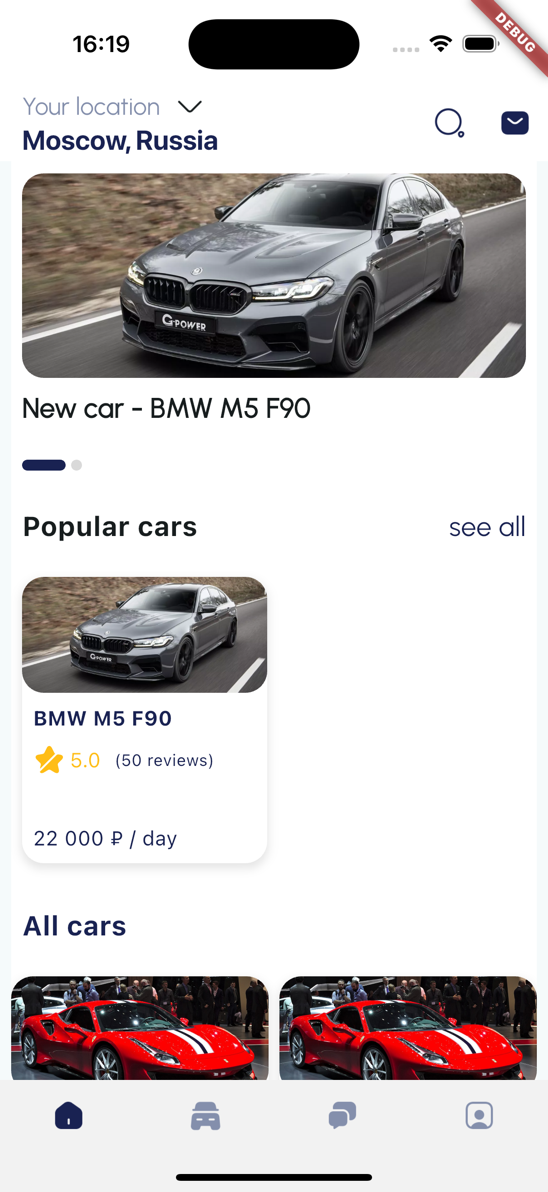 16:19
DEBUG
Your location
Moscow, Russia
G-POWER
New car - BMW M5 F90
Popular cars
see all
G-POWER
BMW M5 F90
5.0 (50 reviews)
22 000 ₽ / day
All cars